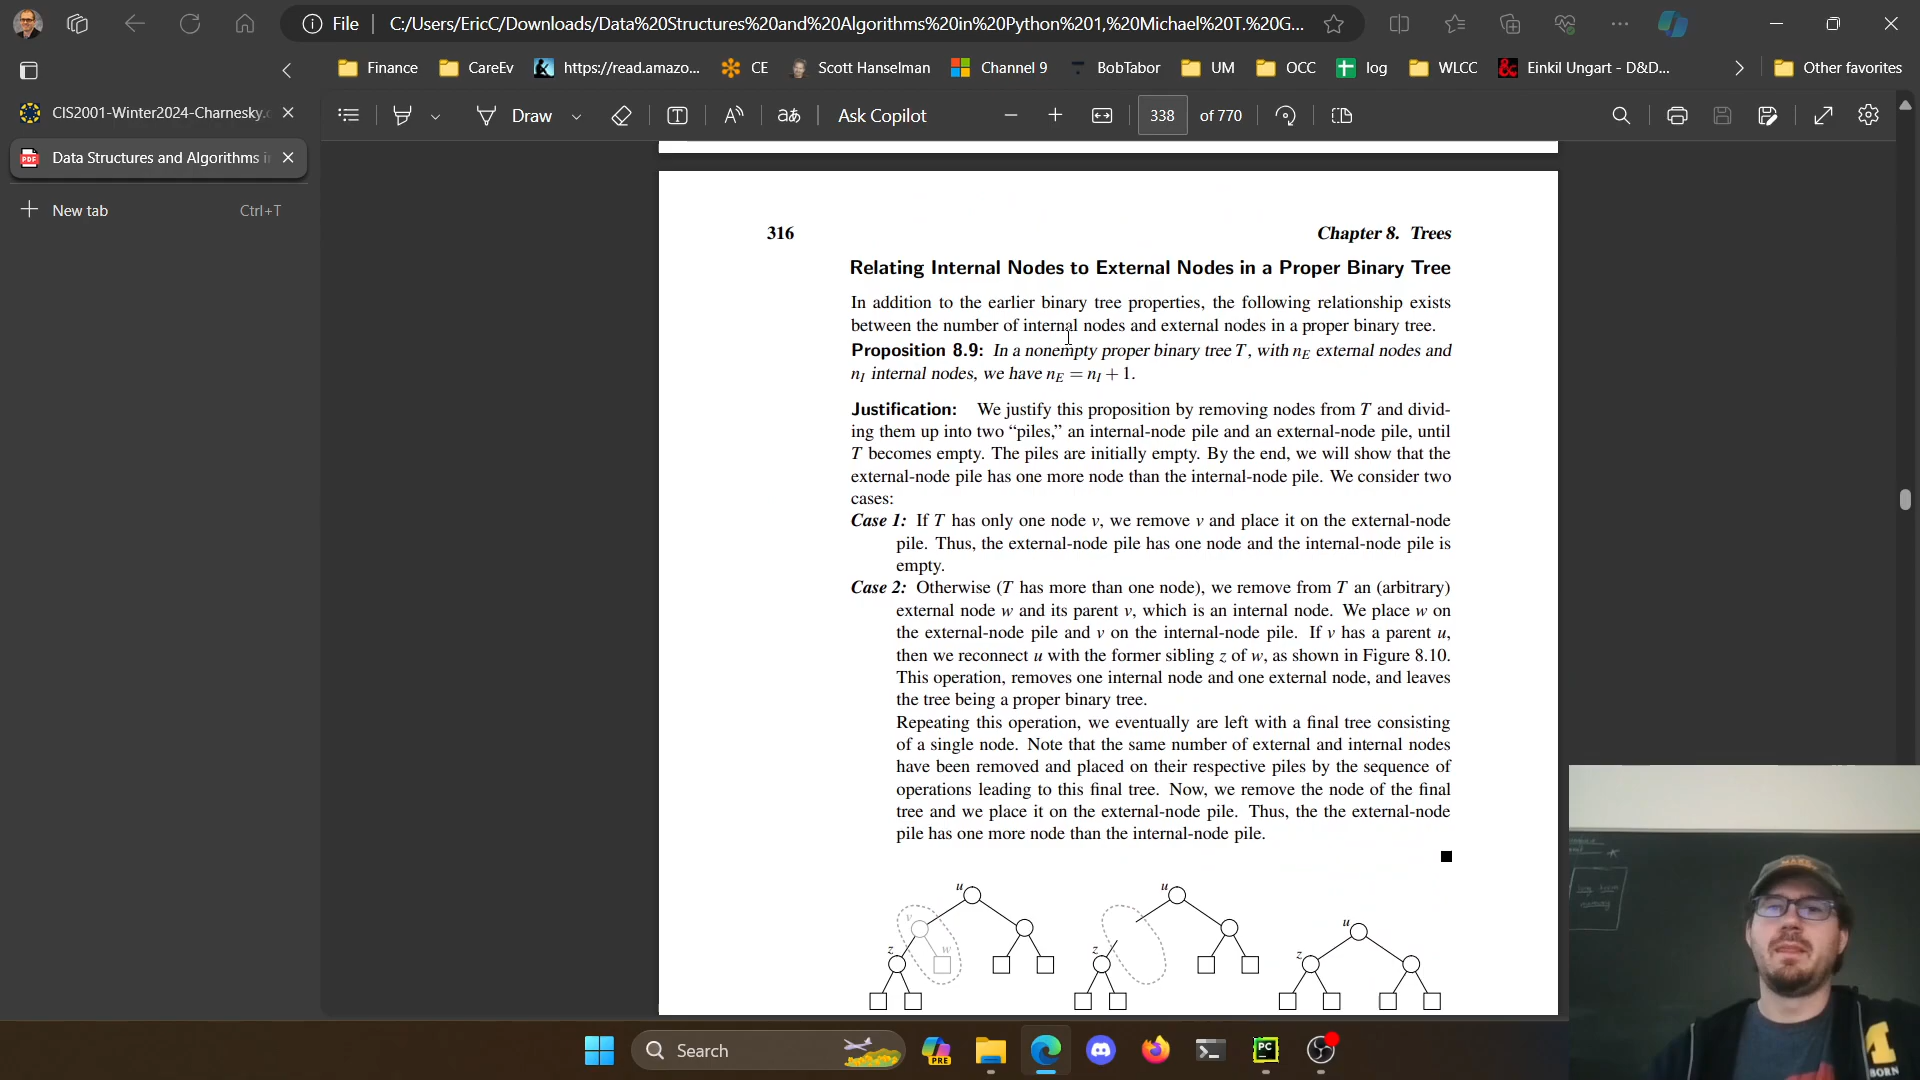 File
C:/Users/EricC/Downloads/Data%20Structures%20and%20Algorithms%20in%20Python%201,%20Michael%20T.%20G...
Finance
CareEv
https://read.amazo...
CE
Scott Hanselman
Channel 9
BobTabor
UM
OCC
log
WLCC
Einkil Ungart - D&D...
Other favorites
CIS2001-Winter2024-Charnesky.
Data Structures and Algorithms i
New tab
Ctrl+T
Draw
Ask Copilot
338
of 770
316
Chapter 8. Trees
Relating Internal Nodes to External Nodes in a Proper Binary Tree
In addition to the earlier binary tree properties, the following relationship exists
between the number of internal nodes and external nodes in a proper binary tree.
Proposition 8.9: In a nonempty proper binary tree T, with nE external nodes and
nI internal nodes, we have nE = nI + 1.
Justification: We justify this proposition by removing nodes from T and divid-
ing them up into two “piles,” an internal-node pile and an external-node pile, until
T becomes empty. The piles are initially empty. By the end, we will show that the
external-node pile has one more node than the internal-node pile. We consider two
cases:
Case 1: If T has only one node v, we remove v and place it on the external-node
pile. Thus, the external-node pile has one node and the internal-node pile is
empty.
Case 2: Otherwise (T has more than one node), we remove from T an (arbitrary)
external node w and its parent v, which is an internal node. We place w on
the external-node pile and v on the internal-node pile. If v has a parent u,
then we reconnect u with the former sibling z of w, as shown in Figure 8.10.
This operation, removes one internal node and one external node, and leaves
the tree being a proper binary tree.
Repeating this operation, we eventually are left with a final tree consisting
of a single node. Note that the same number of external and internal nodes
have been removed and placed on their respective piles by the sequence of
operations leading to this final tree. Now, we remove the node of the final
tree and we place it on the external-node pile. Thus, the the external-node
pile has one more node than the internal-node pile.
u
v
z
w
u
z
u
z
Search
PRE
PC
BORN